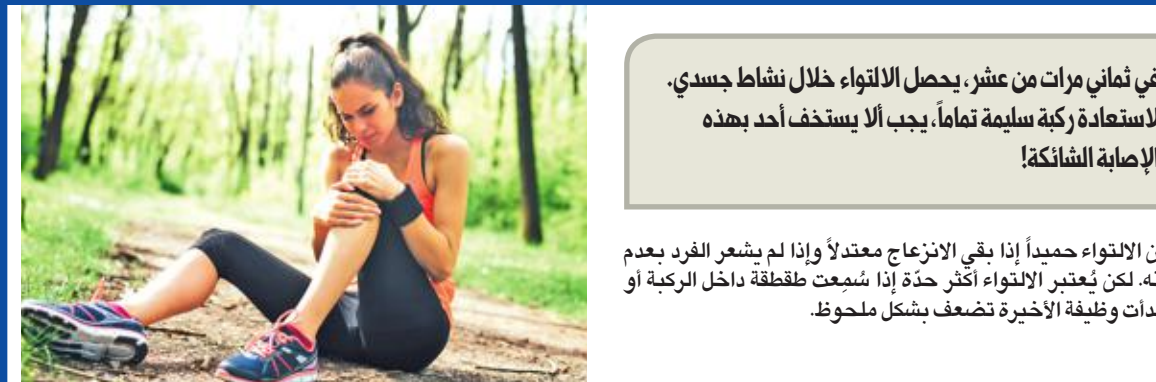 في ثماني مرات من عشر، يحصل الالتواء خلال نشاط جسدي.
لاستعادة ركبة سليمة تماماً، يجب ألا يستخف أحد بهذه
الإصابة الشائكة!
الالتواء حميداً إذا بقي الانزعاج معتدلاً وإذا لم يشعر الفرد بعدم
لكن يُعتبر الالتواء أكثر حدّة إذا سُمِعت طقطقة داخل الركبة أو
وظيفة الأخيرة تضعف بشكل ملحوظ.